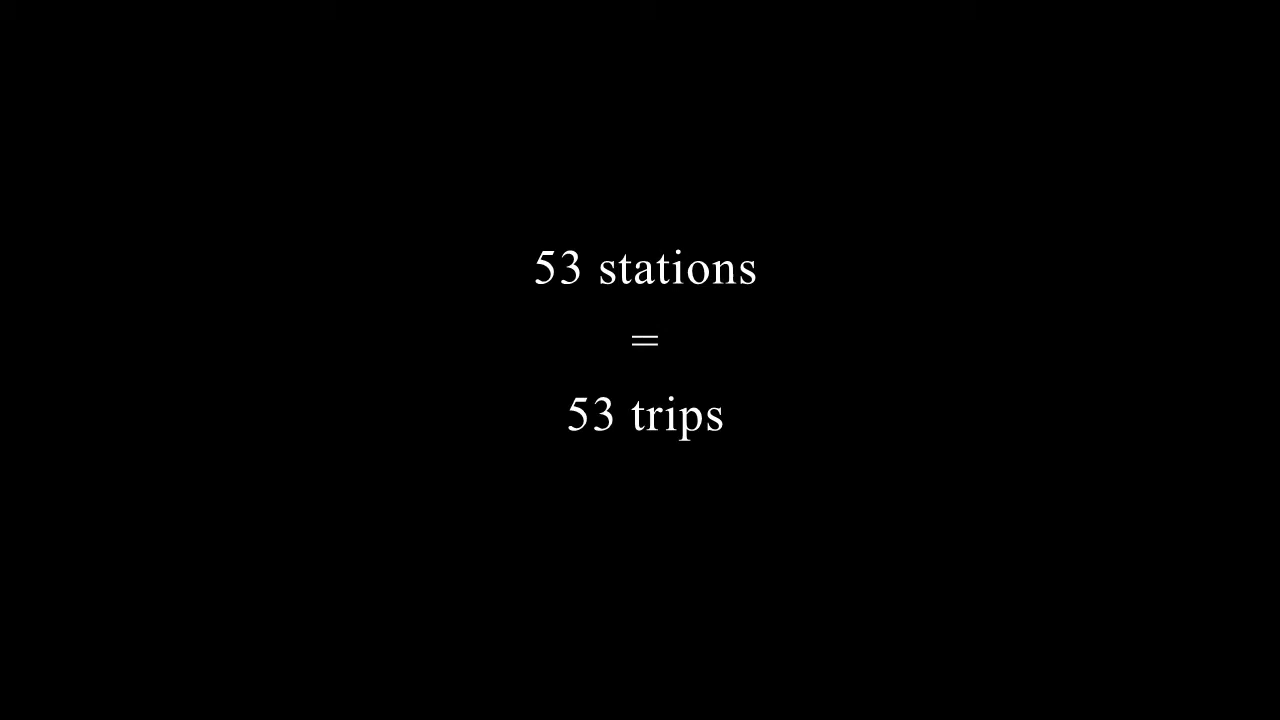 53 stations
=
53 trips